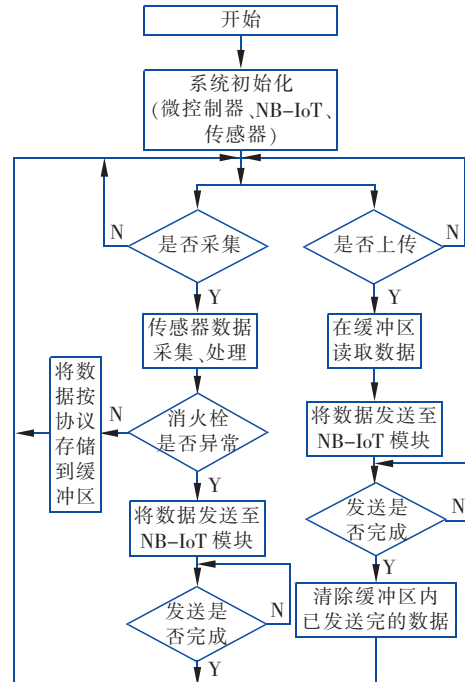 开始
系统初始化
(微控制器、NB-IoT、
传感器)
N
是否采集
Y
是否上传
N
Y
传感器数据
采集、处理
在缓冲区
读取数据
将数
据按
协议
存储
到缓
冲区
N
消火栓
是否异常
Y
将数据发送至
NB-IoT 模块
将数据发送至
NB-IoT 模块
发送是
否完成
N
Y
发送是
否完成
N
Y
清除缓冲区内
已发送完的数据